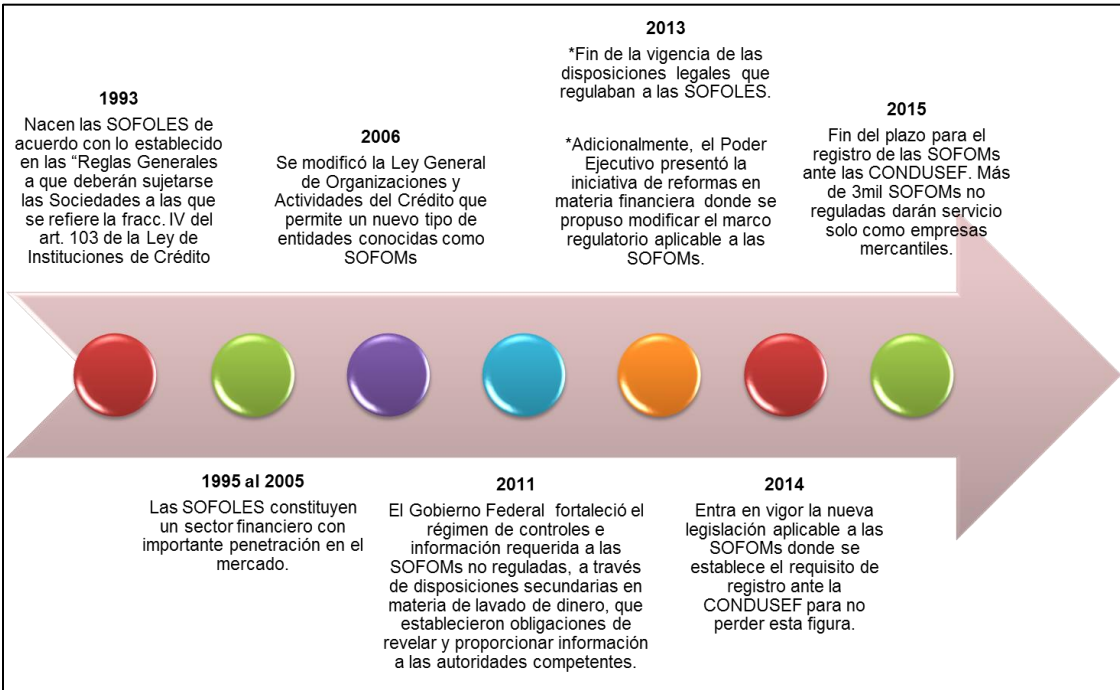 1993
Nacen las SOFOLES de
acuerdo con lo establecido
en las “Reglas Generales
a que deberán sujetarse
las Sociedades a las que
se refiere la fracc. IV del
art. 103 de la Ley de
Instituciones de Crédito
1995 al 2005
Las SOFOLES constituyen
un sector financiero con
importante penetración en el
mercado.
2006
Se modificó la Ley General
de Organizaciones y
Actividades del Crédito que
permite un nuevo tipo de
entidades conocidas como
SOFOMs
2011
El Gobierno Federal fortaleció el
régimen de controles e
información requerida a las
SOFOMs no reguladas, a través
de disposiciones secundarias en
materia de lavado de dinero, que
establecieron obligaciones de
revelar y proporcionar información
a las autoridades competentes.
2013
*Fin de la vigencia de las
disposiciones legales que
regulaban a las SOFOLES.
*Adicionalmente, el Poder
Ejecutivo presentó la
iniciativa de reformas en
materia financiera donde se
propuso modificar el marco
regulatorio aplicable a las
SOFOMs.
2014
Entra en vigor la nueva
legislación aplicable a las
SOFOMs donde se
establece el requisito de
registro ante la
CONDUSEF para no
perder esta figura.
2015
Fin del plazo para el
registro de las SOFOMs
ante las CONDUSEF. Más
de 3mil SOFOMs no
reguladas darán servicio
solo como empresas
mercantiles.